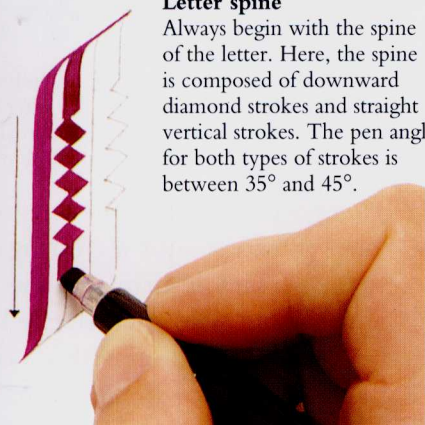 Letter spine
Always begin with the spine
of the letter. Here, the spine
is composed of downward
diamond strokes and straight
vertical strokes. The pen angl
for both types of strokes is
between 35° and 45°.